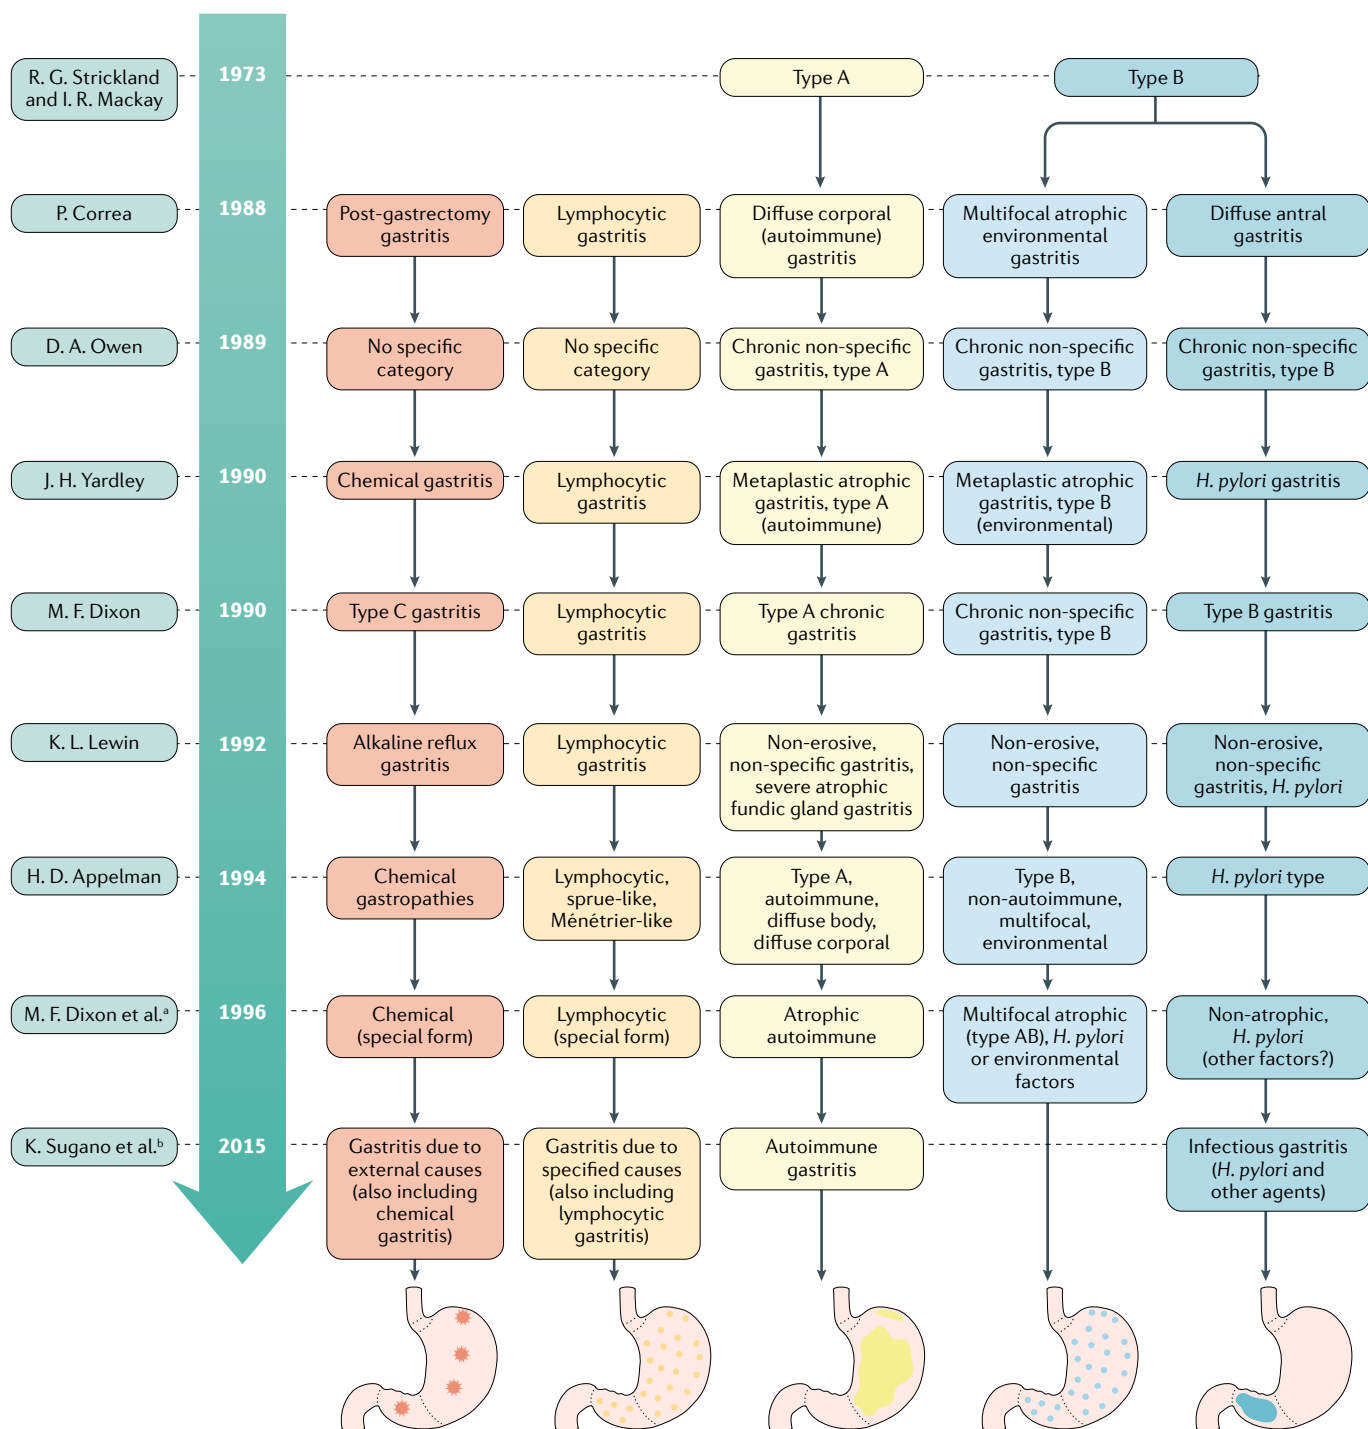 R. G. Strickland
and I. R. Mackay
1973
Type A
Type B
P. Correa
1988
Post-gastrectomy
gastritis
Lymphocytic
gastritis
Diffuse corporal
(autoimmune)
gastritis
Multifocal atrophic
environmental
gastritis
Diffuse antral
gastritis
D. A. Owen
1989
No specific
category
No specific
category
Chronic non-specific
gastritis, type A
Chronic non-specific
gastritis, type B
Chronic non-specific
gastritis, type B
J. H. Yardley
1990
Chemical gastritis
Lymphocytic
gastritis
Metaplastic atrophic
gastritis, type A
(autoimmune)
Metaplastic atrophic
gastritis, type B
(environmental)
H. pylori gastritis
M. F. Dixon
1990
Type C gastritis
Lymphocytic
gastritis
Type A chronic
gastritis
Chronic non-specific
gastritis, type B
Type B gastritis
K. L. Lewin
1992
Alkaline reflux
gastritis
Lymphocytic
gastritis
Non-erosive,
non-specific gastritis,
severe atrophic
fundic gland gastritis
Non-erosive,
non-specific
gastritis
Non-erosive,
non-specific
gastritis, H. pylori
H. D. Appelman
1994
Chemical
gastropathies
Lymphocytic,
sprue-like,
Ménétrier-like
Type A,
autoimmune,
diffuse body,
diffuse corporal
Type B,
non-autoimmune,
multifocal,
environmental
H. pylori type
M. F. Dixon et al.ᵃ
1996
Chemical
(special form)
Lymphocytic
(special form)
Atrophic
autoimmune
Multifocal atrophic
(type AB), H. pylori
or environmental
factors
Non-atrophic,
H. pylori
(other factors?)
K. Sugano et al.ᵇ
2015
Gastritis due to
external causes
(also including
chemical
gastritis)
Gastritis due to
specified causes
(also including
lymphocytic
gastritis)
Autoimmune
gastritis
Infectious gastritis
(H. pylori and
other agents)